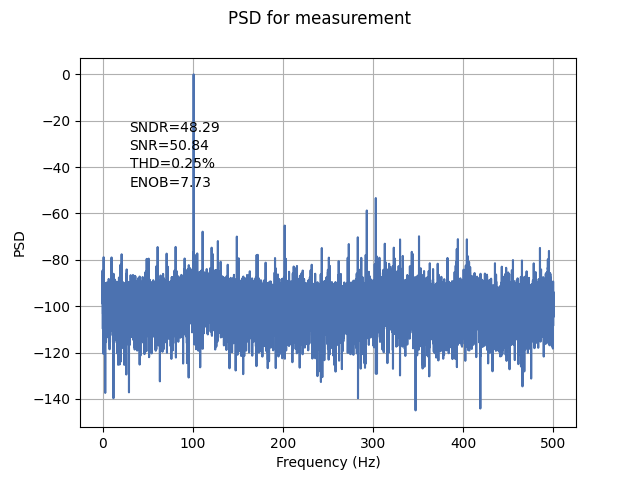 PSD for measurement
0
−20
−40
−60
−80
−100
−120
−140
PSD
SNDR=48.29
SNR=50.84
THD=0.25%
ENOB=7.73
0
100
200
300
400
500
Frequency (Hz)